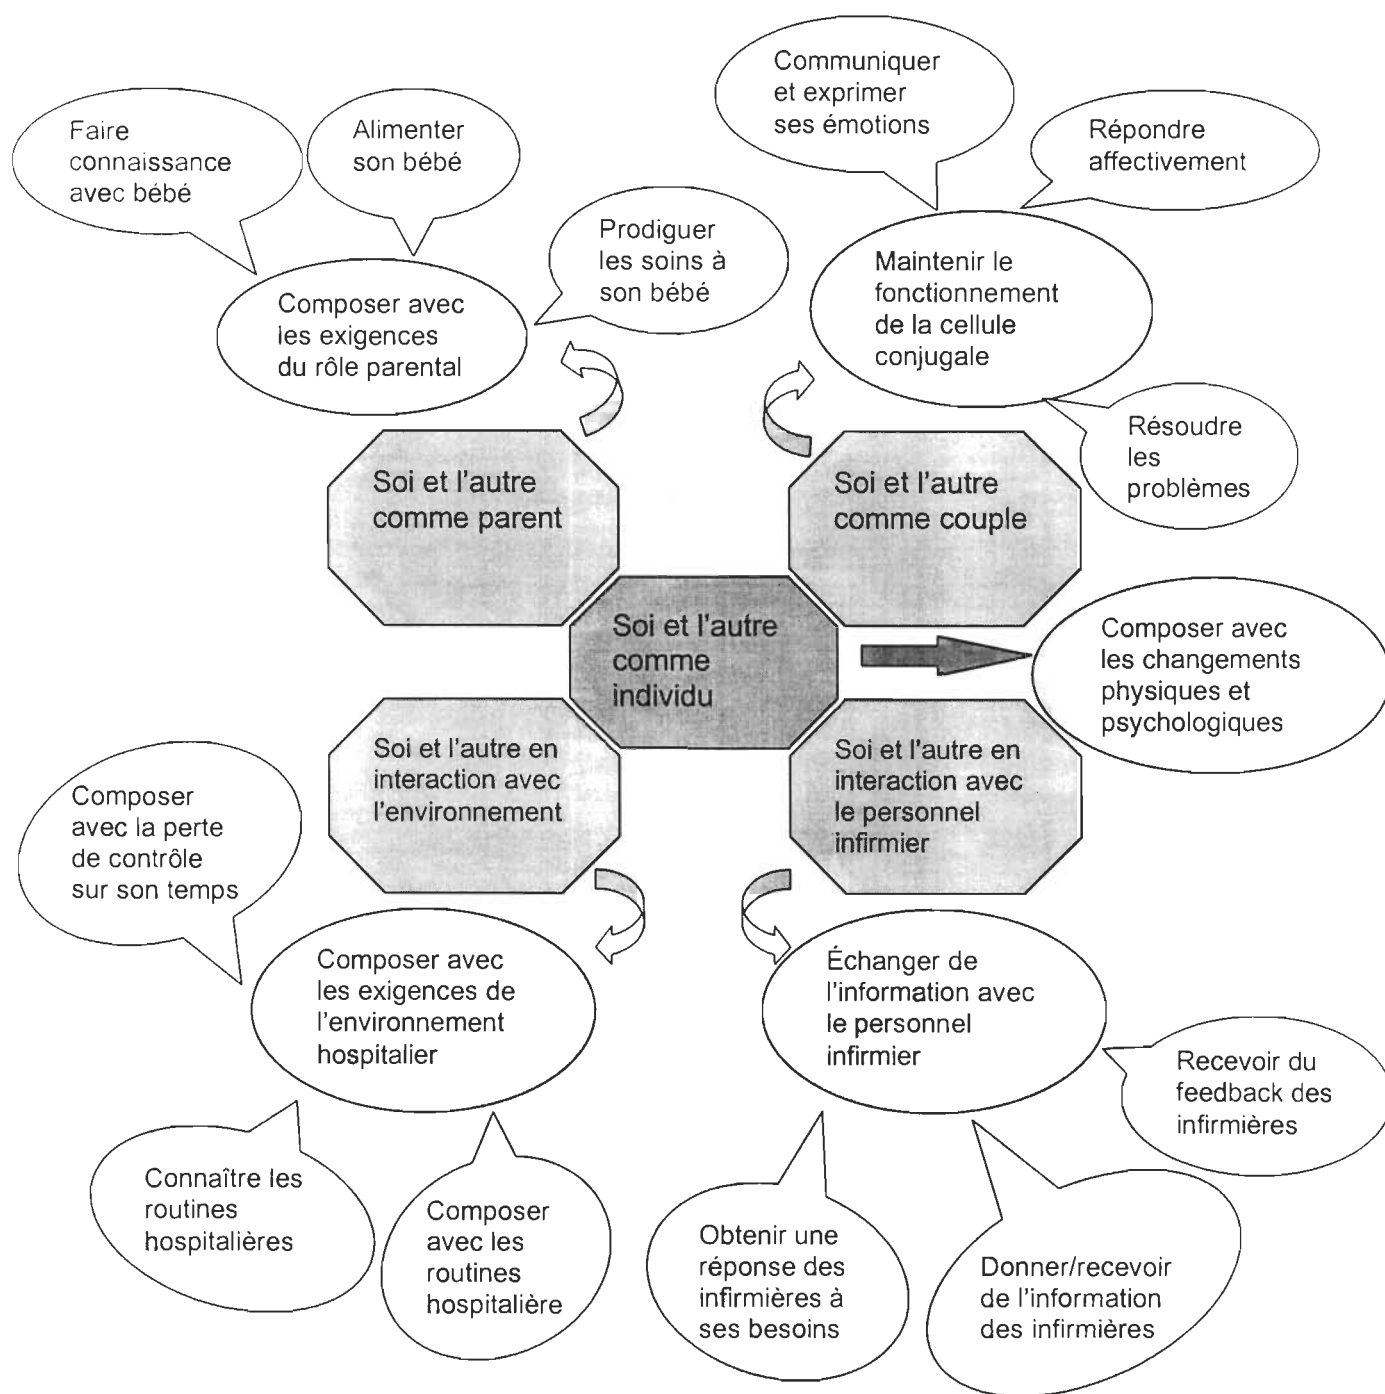 Communiquer
et exprimer
ses émotions
Faire
connaissance
avec bébé
Alimenter
son bébé
Répondre
affectivement
Prodiguer
les soins à
son bébé
Composer avec
les exigences
du rôle parental
Maintenir le
fonctionnement
de la cellule
conjugale
Résoudre
les
problèmes
Soi et l'autre
comme parent
Soi et l'autre
comme couple
Soi et l'autre
comme
individu
Composer avec
les changements
physiques et
psychologiques
Soi et l'autre en
interaction avec
l'environnement
Soi et l'autre en
interaction avec
le personnel
infirmier
Composer
avec la perte
de contrôle
sur son temps
Composer avec
les exigences de
l'environnement
hospitalier
Échanger de
l'information avec
le personnel
infirmier
Recevoir du
feedback des
infirmières
Connaître les
routines
hospitalières
Composer
avec les
routines
hospitalière
Obtenir une
réponse des
infirmières à
ses besoins
Donner/recevoir
de l'information
des infirmières